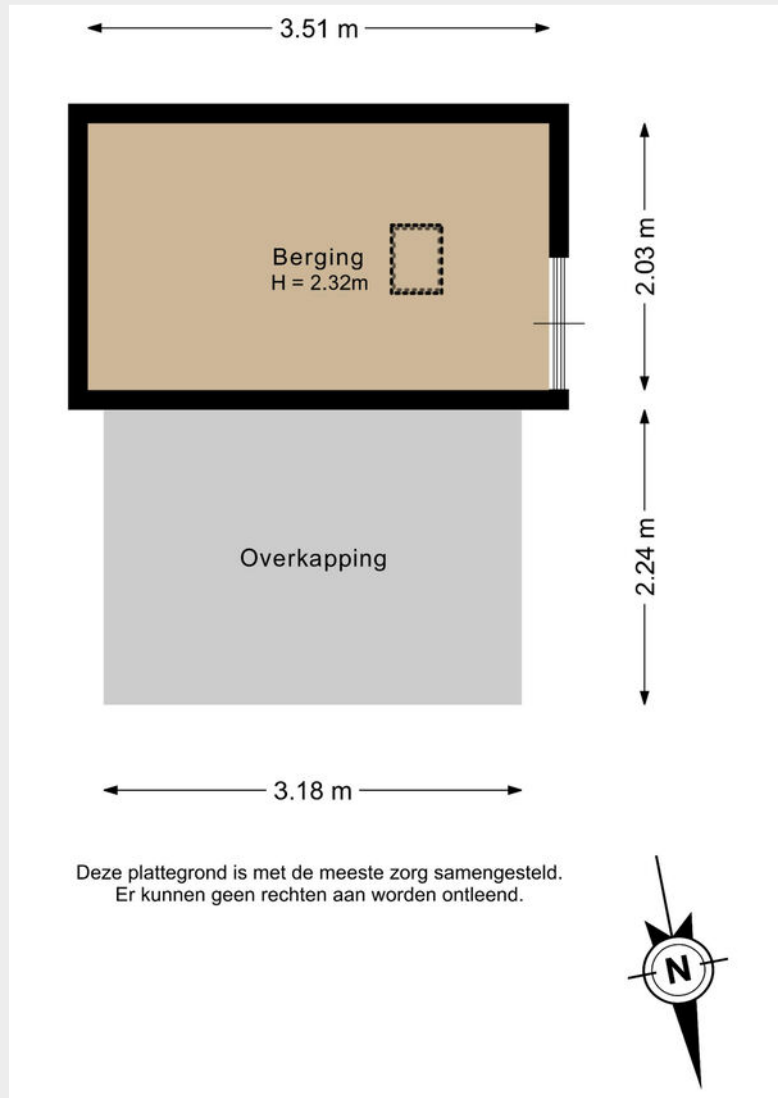 3.51 m
Berging
H = 2.32m
2.03 m
Overkapping
2.24 m
3.18 m
Deze plattegrond is met de meeste zorg samengesteld.
Er kunnen geen rechten aan worden ontleend.
N